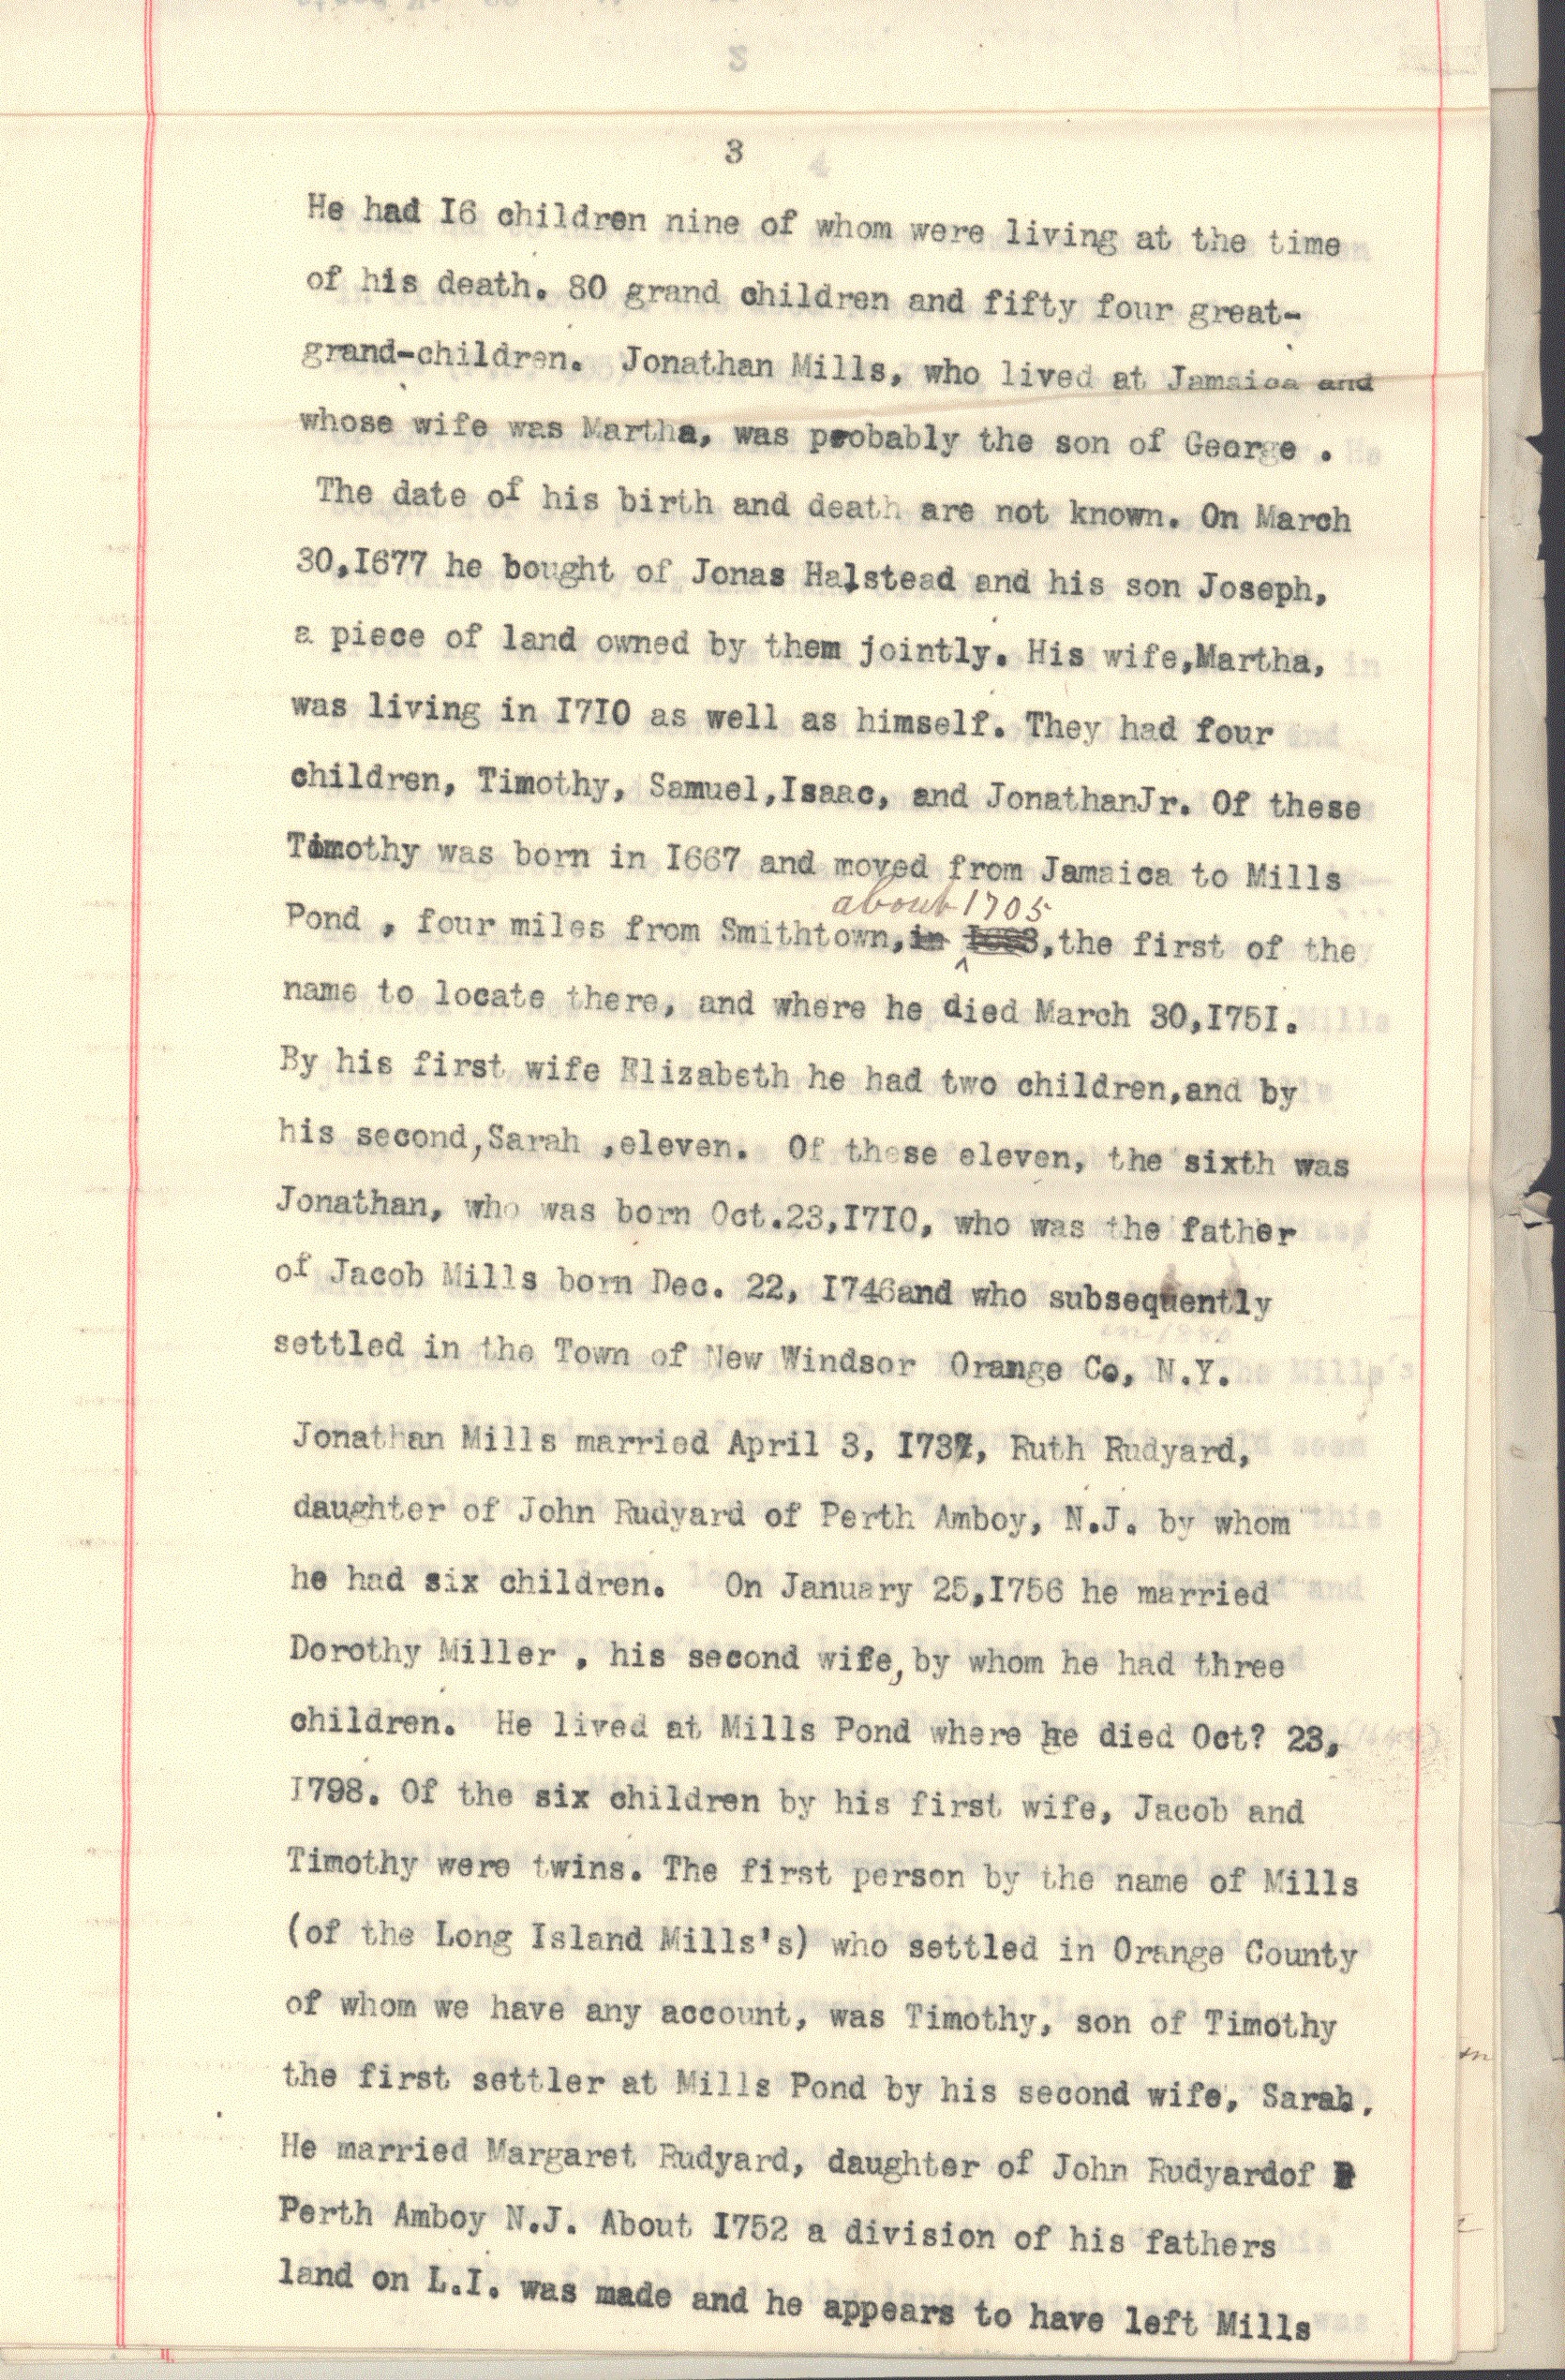 3
He had I6 children nine of whom were living at the time
of his death. 80 grand children and fifty four great-
grand-children. Jonathan Mills, who lived at Jamaica and
whose wife was Martha, was probably the son of George .
The date of his birth and death are not known. On March
30,I677 he bought of Jonas Halstead and his son Joseph,
a piece of land owned by them jointly. His wife,Martha,
was living in I7I0 as well as himself. They had four
children, Timothy, Samuel,Isaac, and JonathanJr. Of these
Timothy was born in I667 and moved from Jamaica to Mills
about 1705
Pond , four miles from Smithtown,in ,the first of the
name to locate there, and where he died March 30,I75I.
By his first wife Elizabeth he had two children,and by
his second,Sarah ,eleven. Of these eleven, the sixth was
Jonathan, who was born Oct.23,I7I0, who was the father
of Jacob Mills born Dec. 22, I746and who subsequently
settled in the Town of New Windsor Orange Co, N.Y.
Jonathan Mills married April 3, I737, Ruth Rudyard,
daughter of John Rudyard of Perth Amboy, N.J. by whom
he had six children. On January 25,I756 he married
Dorothy Miller , his second wife, by whom he had three
children. He lived at Mills Pond where he died Oct? 23,
I798. Of the six children by his first wife, Jacob and
Timothy were twins. The first person by the name of Mills
(of the Long Island Mills's) who settled in Orange County
of whom we have any account, was Timothy, son of Timothy
the first settler at Mills Pond by his second wife, Sarah.
He married Margaret Rudyard, daughter of John Rudyardof P
Perth Amboy N.J. About I752 a division of his fathers
land on L.I. was made and he appears to have left Mills